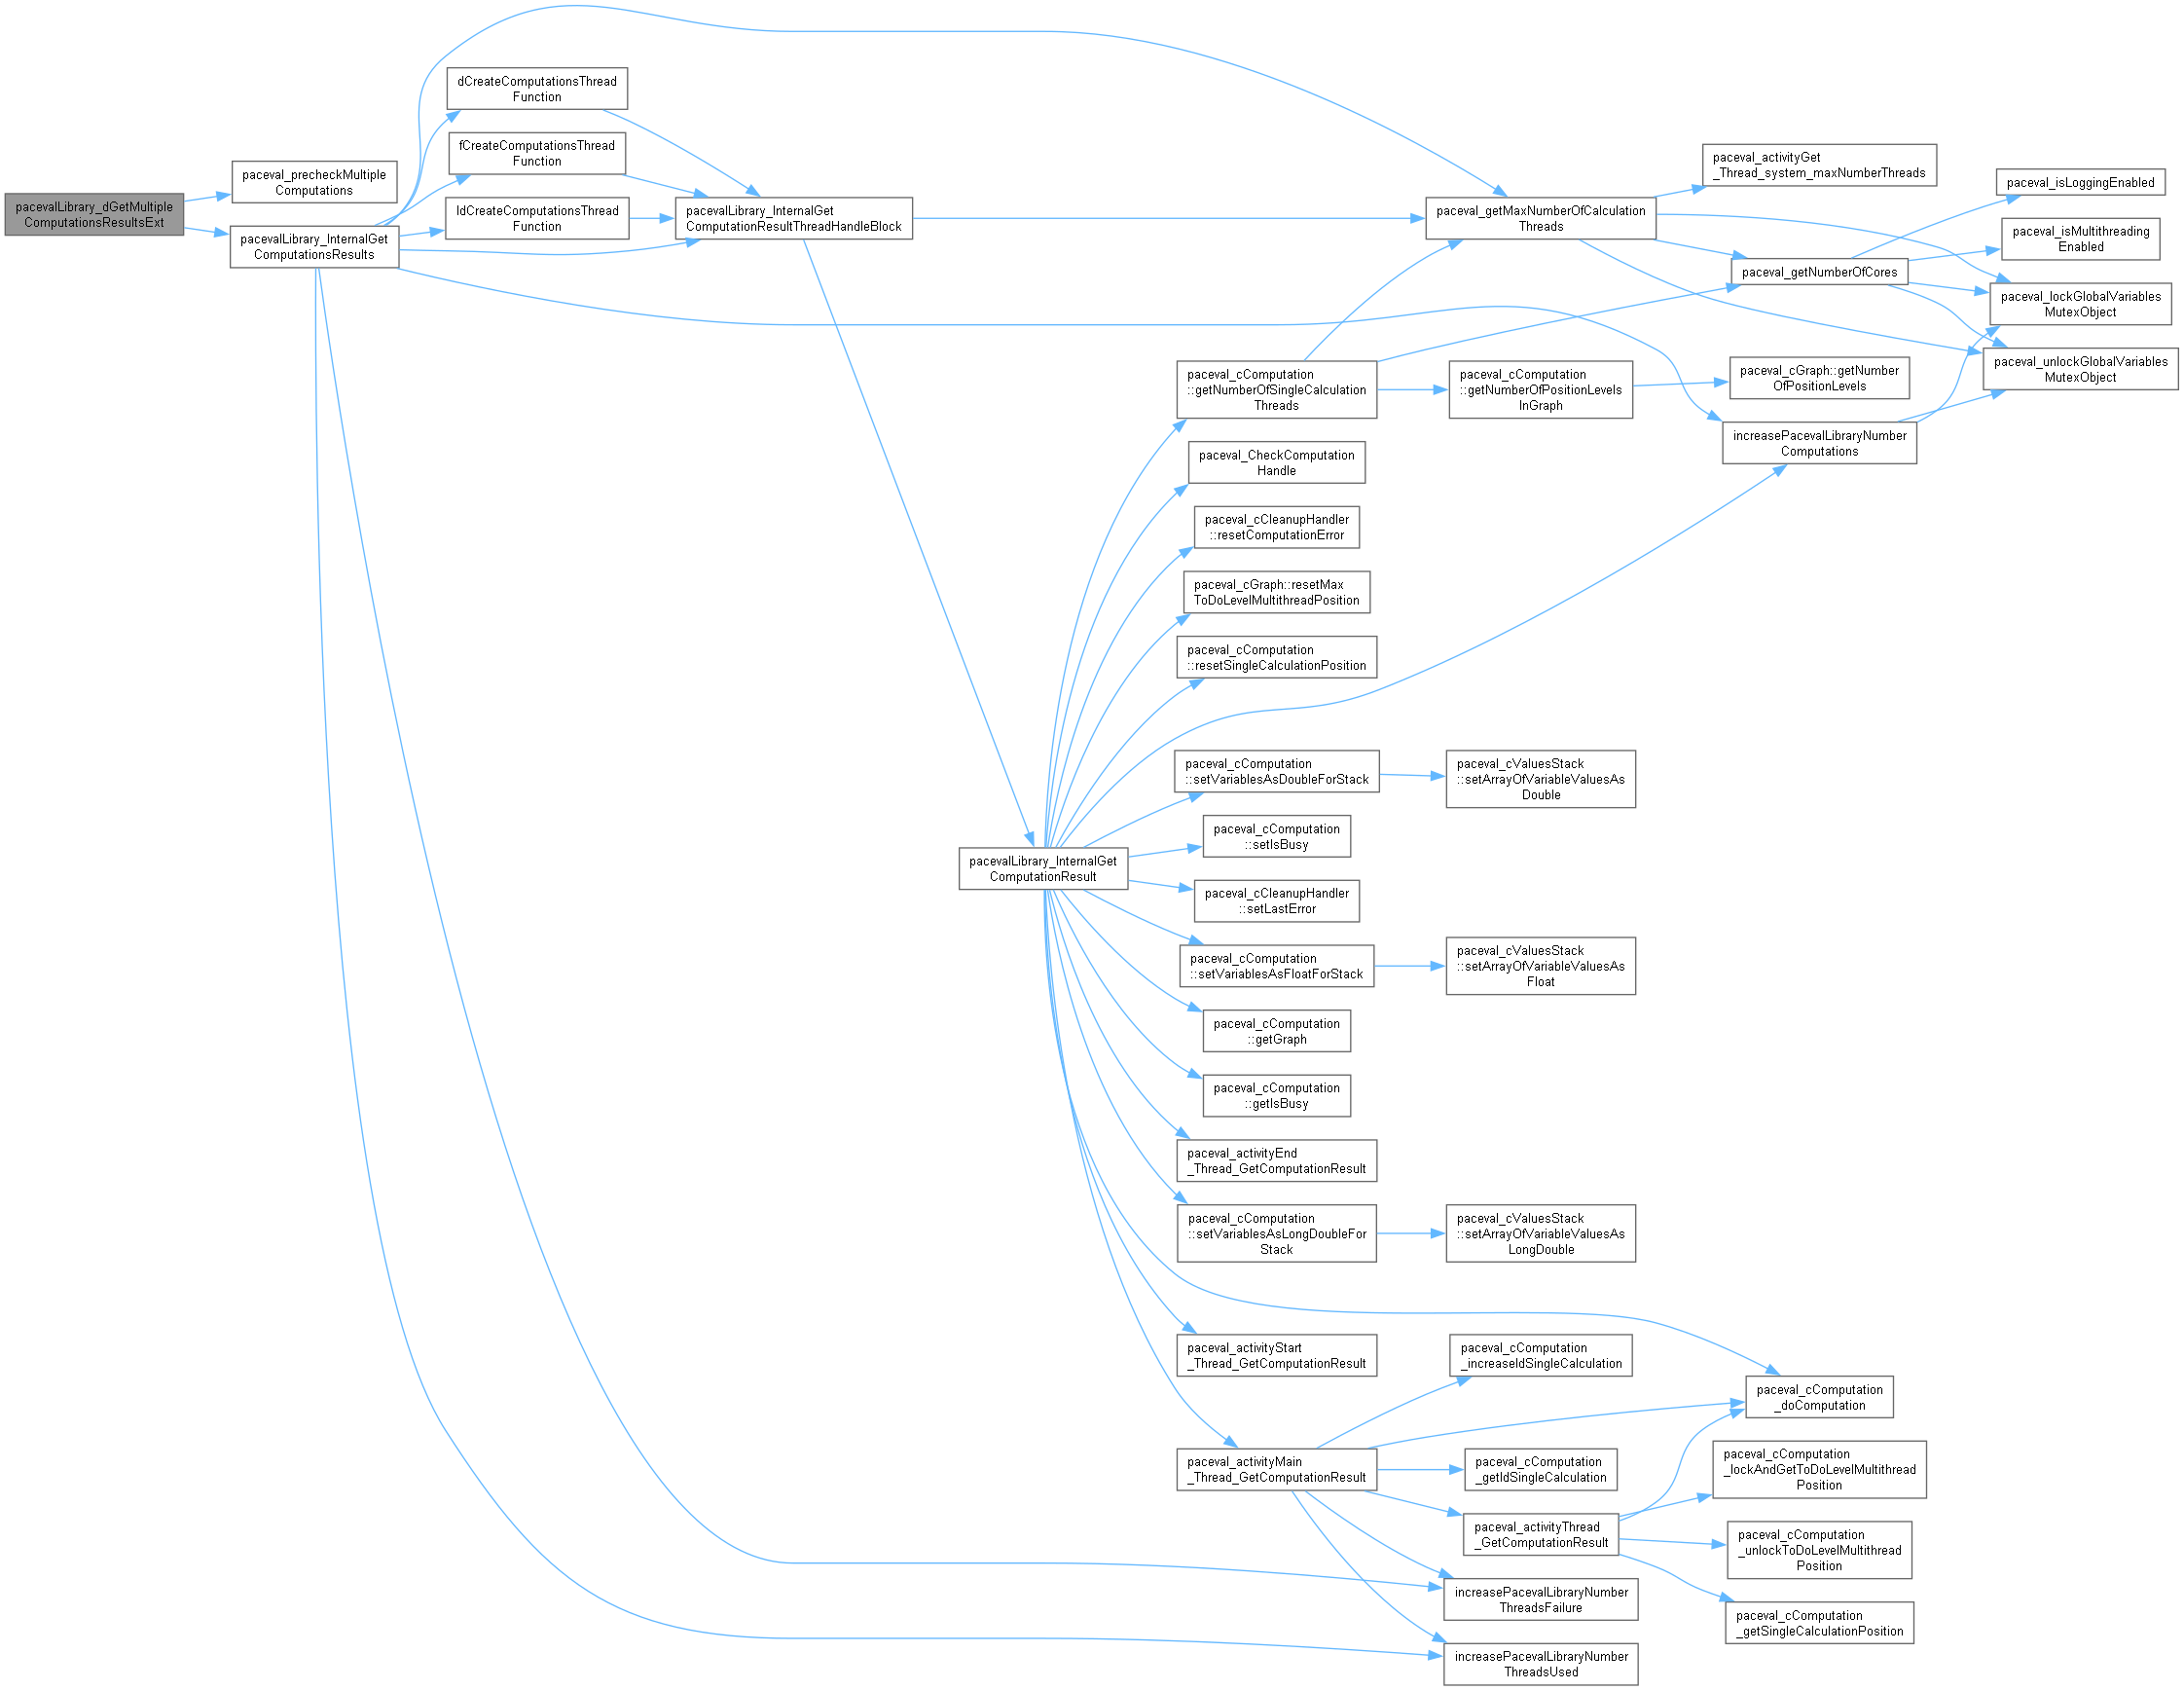 pacevalLibrary_dGetMultiple
ComputationsResultsExt
paceval_precheckMultiple
Computations
pacevalLibrary_InternalGet
ComputationsResults
dCreateComputationsThread
Function
fCreateComputationsThread
Function
ldCreateComputationsThread
Function
pacevalLibrary_InternalGet
ComputationResultThreadHandleBlock
pacevalLibrary_InternalGet
ComputationResult
paceval_cComputation
::getNumberOfSingleCalculation
Threads
paceval_CheckComputation
Handle
paceval_cCleanupHandler
::resetComputationError
paceval_cGraph::resetMax
ToDoLevelMultithreadPosition
paceval_cComputation
::resetSingleCalculationPosition
paceval_cComputation
::setVariablesAsDoubleForStack
paceval_cComputation
::setIsBusy
paceval_cCleanupHandler
::setLastError
paceval_cComputation
::setVariablesAsFloatForStack
paceval_cComputation
::getGraph
paceval_cComputation
::getIsBusy
paceval_activityEnd
_Thread_GetComputationResult
paceval_cComputation
::setVariablesAsLongDoubleFor
Stack
paceval_activityStart
_Thread_GetComputationResult
paceval_activityMain
_Thread_GetComputationResult
paceval_getMaxNumberOfCalculation
Threads
paceval_cComputation
::getNumberOfPositionLevels
InGraph
paceval_cValuesStack
::setArrayOfVariableValuesAs
Double
paceval_cValuesStack
::setArrayOfVariableValuesAs
Float
paceval_cValuesStack
::setArrayOfVariableValuesAs
LongDouble
paceval_cComputation
_increaseIdSingleCalculation
paceval_cComputation
_getIdSingleCalculation
paceval_activityThread
_GetComputationResult
increasePacevalLibraryNumber
ThreadsFailure
increasePacevalLibraryNumber
ThreadsUsed
paceval_activityGet
_Thread_system_maxNumberThreads
paceval_getNumberOfCores
paceval_cGraph::getNumber
OfPositionLevels
increasePacevalLibraryNumber
Computations
paceval_cComputation
_doComputation
paceval_cComputation
_lockAndGetToDoLevelMultithread
Position
paceval_cComputation
_unlockToDoLevelMultithread
Position
paceval_cComputation
_getSingleCalculationPosition
paceval_isLoggingEnabled
paceval_isMultithreading
Enabled
paceval_lockGlobalVariables
MutexObject
paceval_unlockGlobalVariables
MutexObject